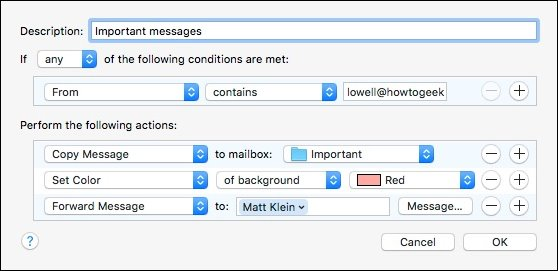 Description: Important messages
If any of the following conditions are met:
From contains lowell@howtogeek
Perform the following actions:
Copy Message to mailbox: Important
Set Color of background Red
Forward Message to: Matt Klein Message...
? Cancel OK